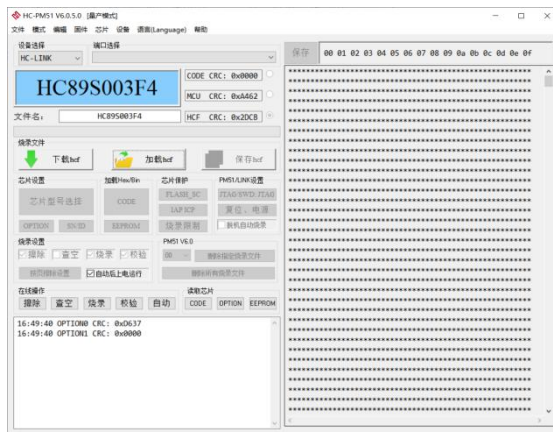 HC-PM51 V6.0.5.0 [量产模式]
文件 模式 编辑 固件 芯片 设备 语言(Language) 帮助
设备选择 端口选择
HC-LINK
HC89S003F4
CODE CRC: 0x0000
MCU CRC: 0xA462
文件名: HC89S003F4 HCF CRC: 0x2DC8
烧录文件
下载hcf 加载hcf 保存hcf
芯片设置 加载Hex/Bin 芯片保护 PM51/LINK设置
芯片型号选择 CODE FLASH_SC JTAG/SWD:JTAG
IAP ICP 复位、电源
OPTION SN/ID EEPROM 烧录限制 脱机自动烧录
烧录设置 PM51 V6.0
擦除 查空 烧录 校验 00 删除指定烧录文件
按页擦除设置 自动后上电运行 删除所有烧录文件
在线操作 读取芯片
擦除 查空 烧录 校验 自动 CODE OPTION EEPROM
16:49:40 OPTION0 CRC: 0xD637
16:49:40 OPTION1 CRC: 0x0000
保存 00 01 02 03 04 05 06 07 08 09 0a 0b 0c 0d 0e 0f